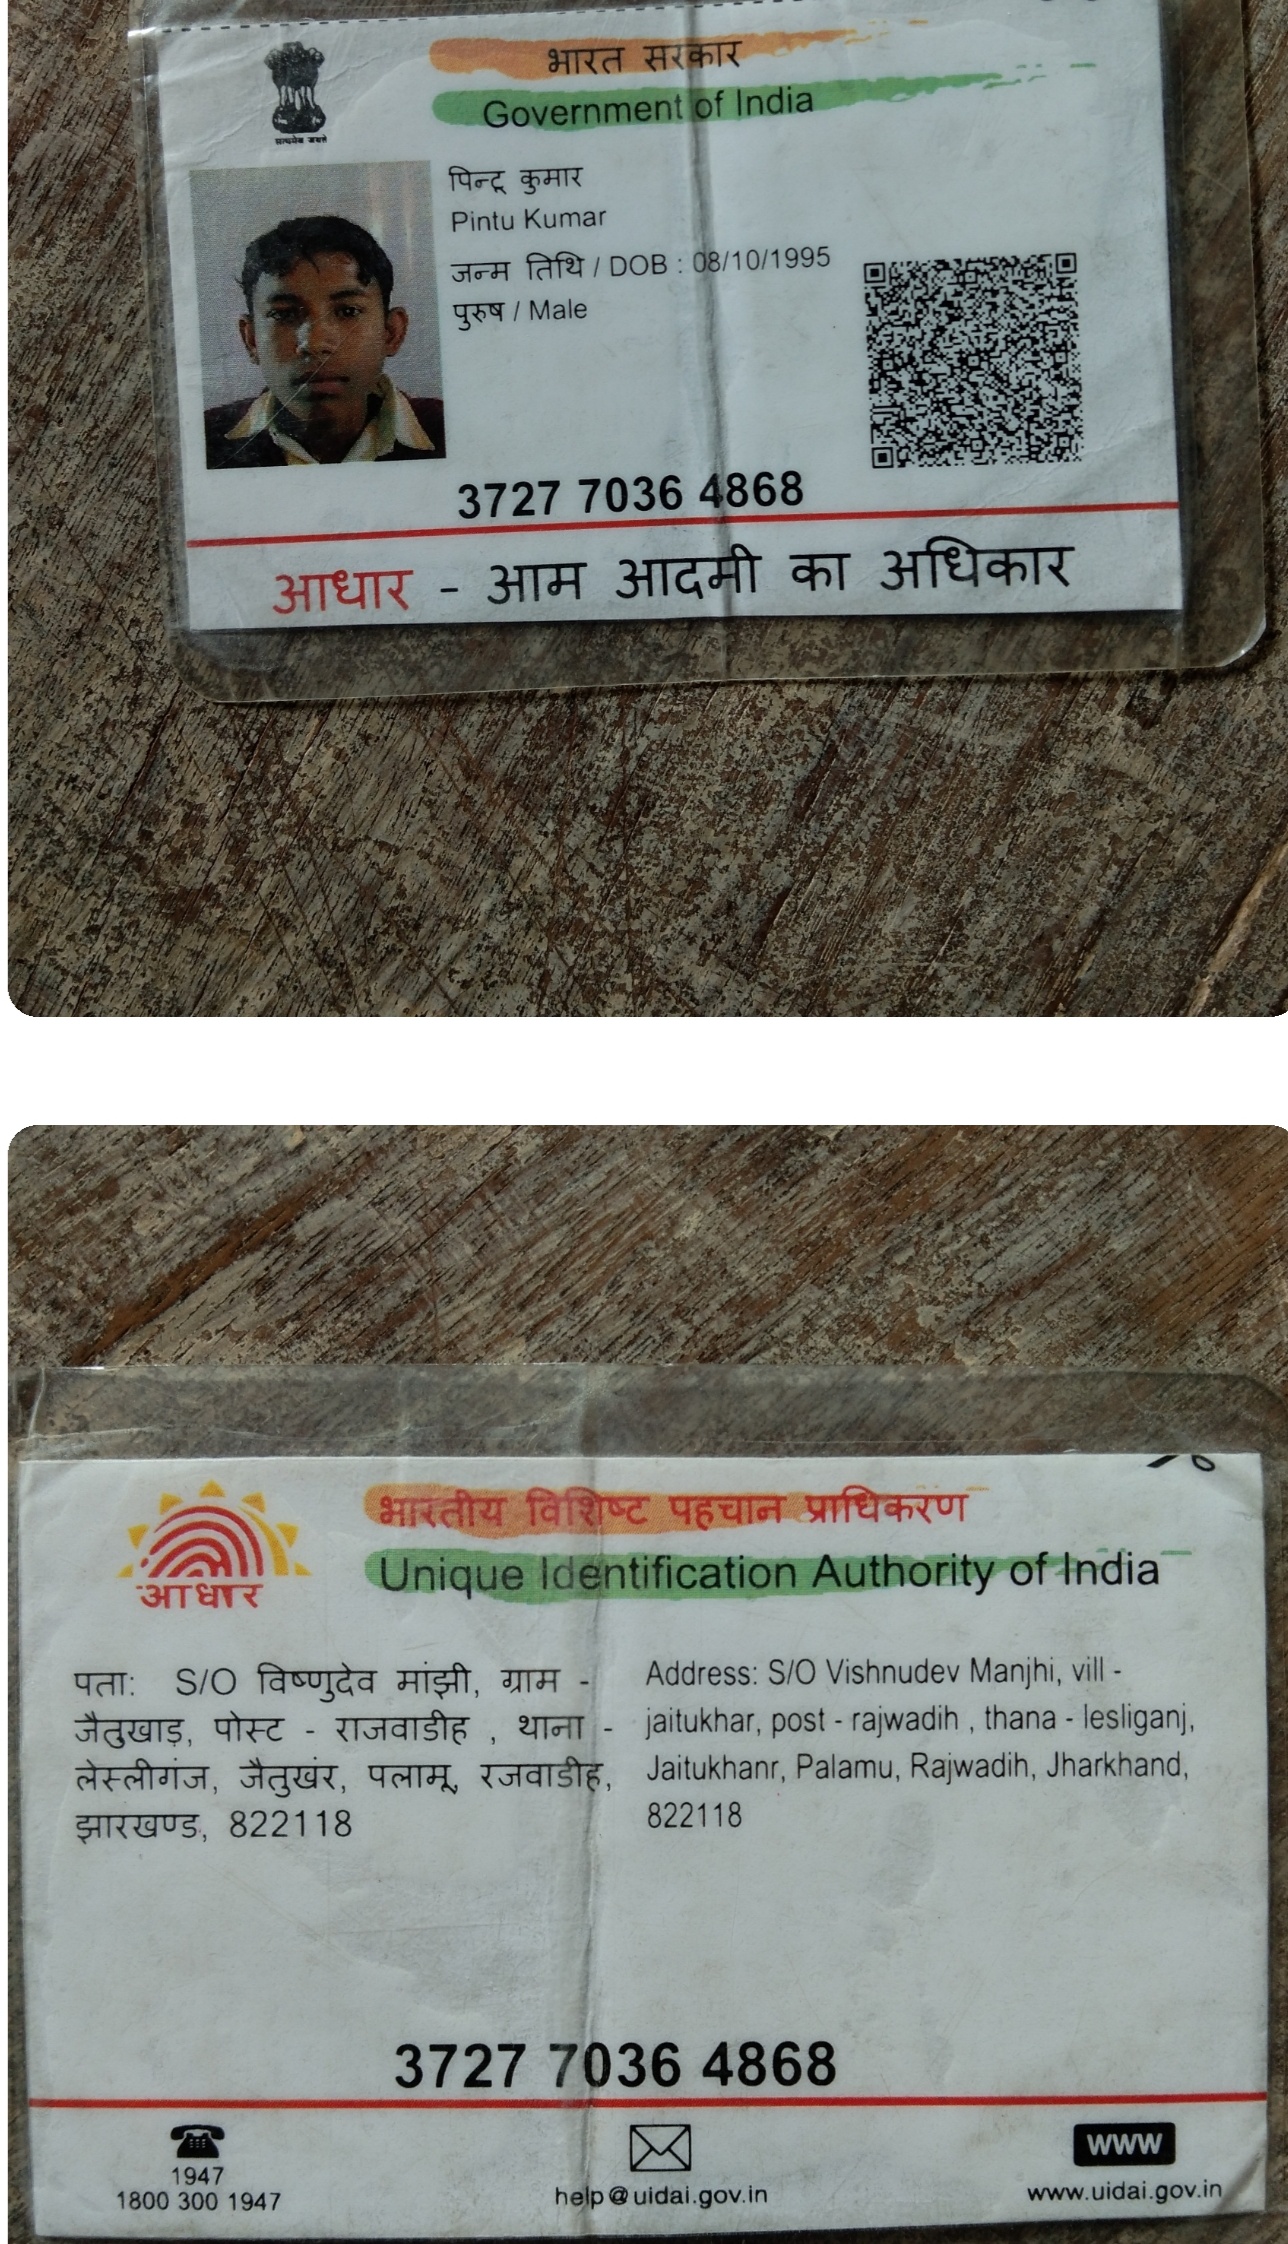 भारत सरकार
Government of India
सत्यमेव जयते
पिन्टू कुमार
Pintu Kumar
जन्म तिथि / DOB : 08/10/1995
पुरुष / Male
3727 7036 4868
आधार - आम आदमी का अधिकार
भारतीय विशिष्ट पहचान प्राधिकरण
Unique Identification Authority of India
आधार
पता: S/O विष्णुदेव मांझी, ग्राम -
जैतुखाड़, पोस्ट - राजवाडीह , थाना -
लेस्लीगंज, जैतुखंर, पलामू, रजवाडीह,
झारखण्ड, 822118
Address: S/O Vishnudev Manjhi, vill -
jaitukhar, post - rajwadih , thana - lesliganj,
Jaitukhanr, Palamu, Rajwadih, Jharkhand,
822118
3727 7036 4868
1947
1800 300 1947
help@uidai.gov.in
WWW
www.uidai.gov.in